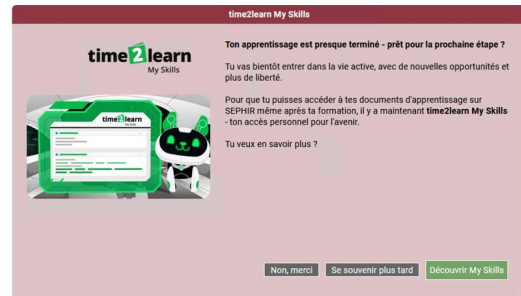 time2learn My Skills
time2learn
My Skills
time2learn
My Skills
Ton apprentissage est presque terminé - prêt pour la prochaine étape ?
Tu vas bientôt entrer dans la vie active, avec de nouvelles opportunités et
plus de liberté.
Pour que tu puisses accéder à tes documents d'apprentissage sur
SEPHIR même après ta formation, il y a maintenant time2learn My Skills
- ton accès personnel pour l'avenir.
Tu veux en savoir plus ?
Non, merci
Se souvenir plus tard
Découvrir My Skills